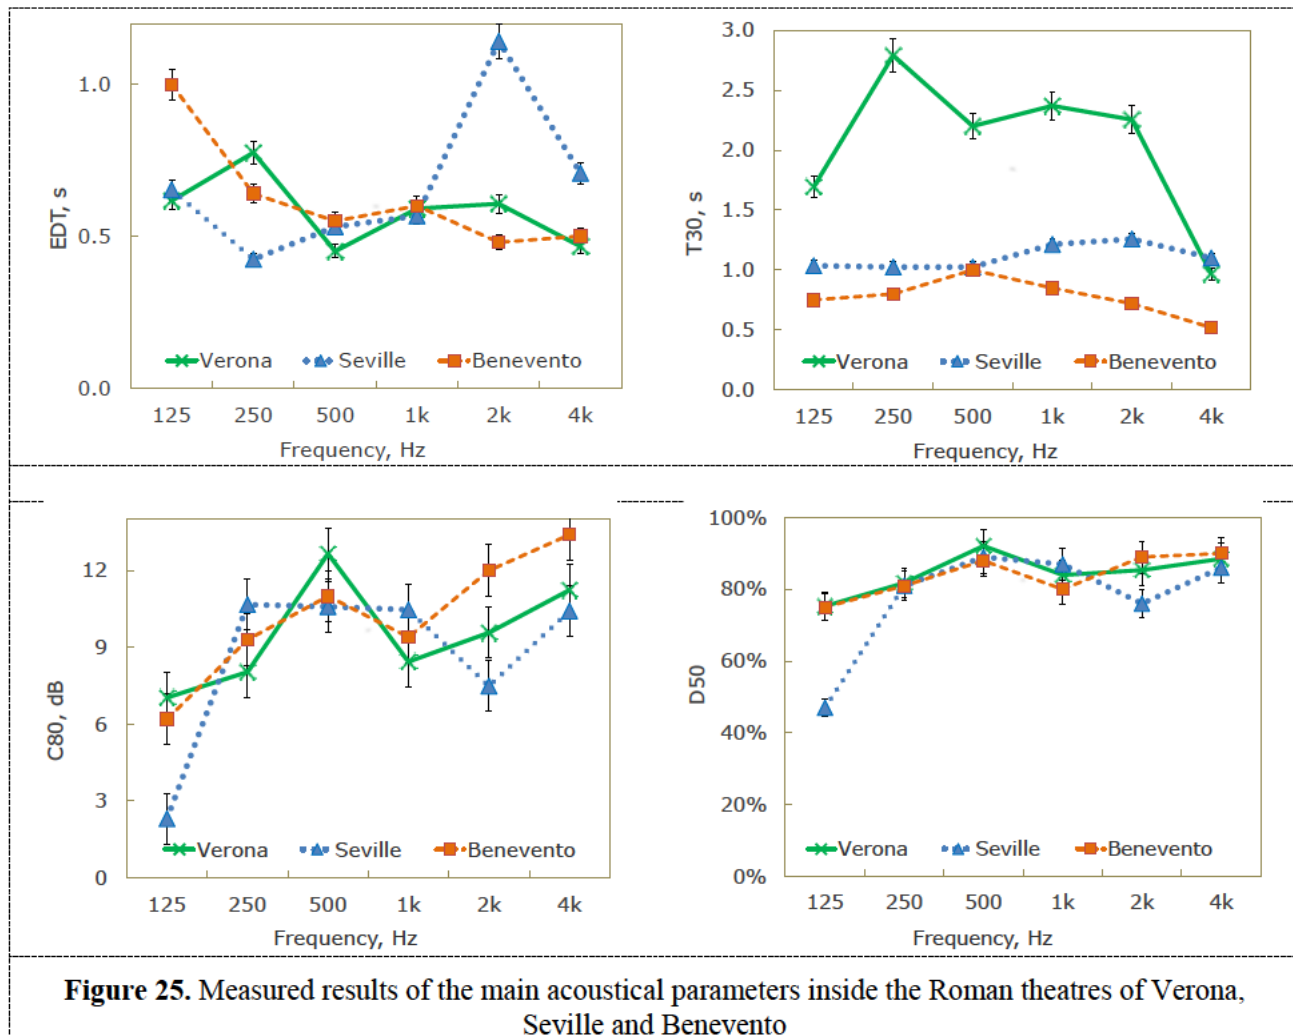 1.0
0.5
0.0
EDT, s
Verona Seville Benevento
125 250 500 1k 2k 4k
Frequency, Hz
3.0
2.5
2.0
1.5
1.0
0.5
0.0
T30, s
Verona Seville Benevento
125 250 500 1k 2k 4k
Frequency, Hz
12
9
6
3
0
C80, dB
Verona Seville Benevento
125 250 500 1k 2k 4k
Frequency, Hz
100%
80%
60%
40%
20%
0%
D50
Verona Seville Benevento
125 250 500 1k 2k 4k
Frequency, Hz
Figure 25. Measured results of the main acoustical parameters inside the Roman theatres of Verona,
Seville and Benevento